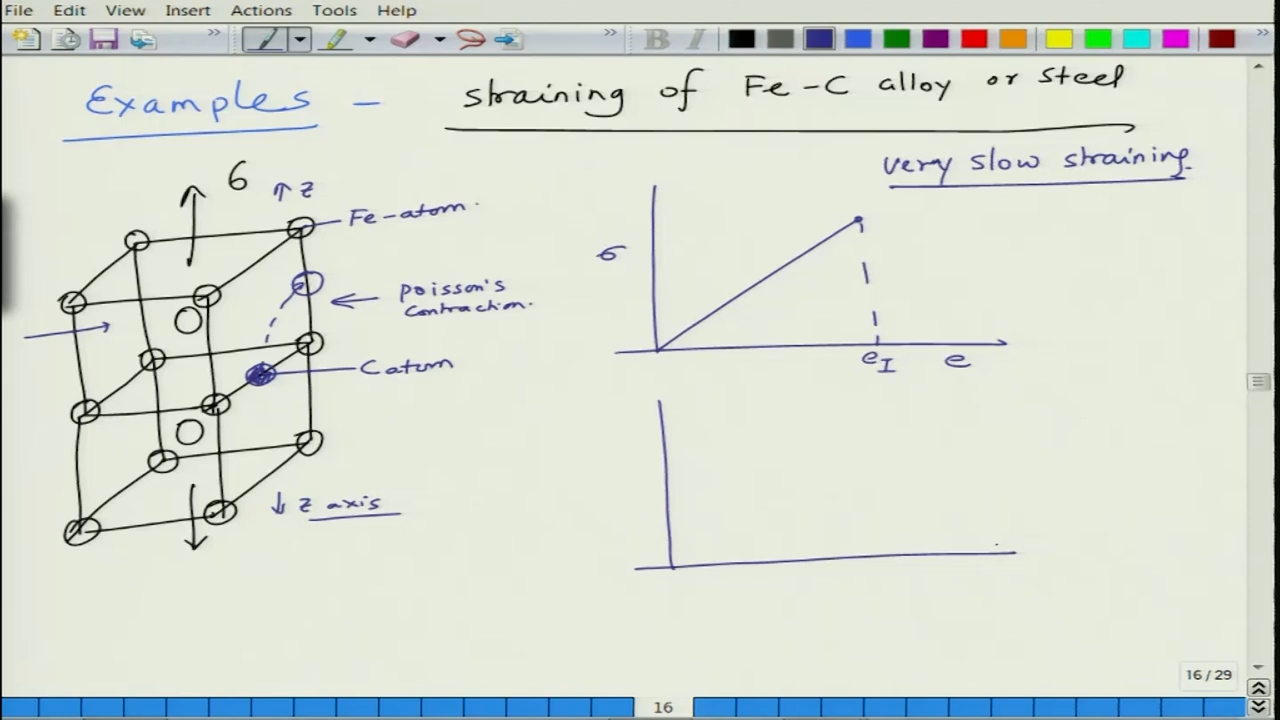 File Edit View Insert Actions Tools Help
Examples - straining of Fe-C alloy or steel
very slow straining.
σ
↑ z
Fe-atom.
σ
Poisson's
contraction.
C atom
e_I e
↓ z axis
16/29
16